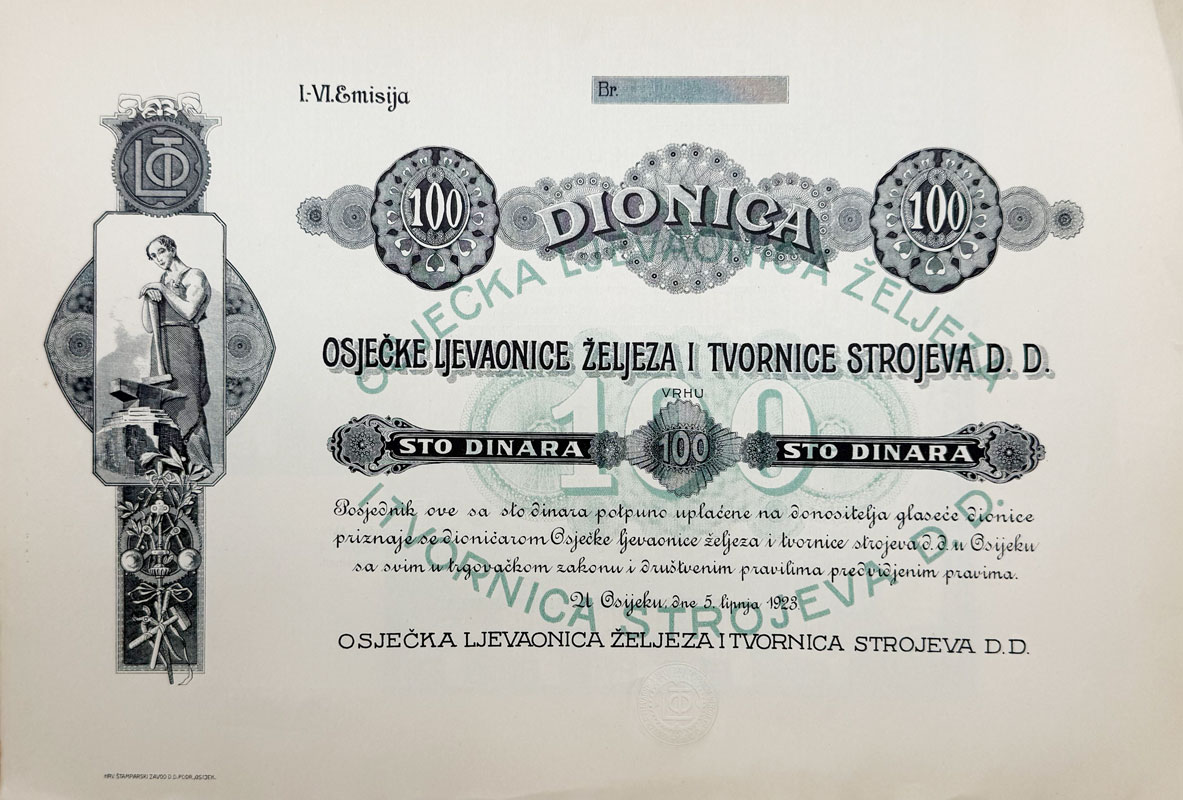 I.-VI. Emisija
Br.
100 DIONICA 100
OSJEČKA LJEVAONICA ŽELJEZA
OSJEČKE LJEVAONICE ŽELJEZA I TVORNICE STROJEVA D. D.
VRHU
100
STO DINARA 100 STO DINARA
Posjednik ove sa sto dinara potpuno uplaćene na donositelja glaseće dionice
priznaje se dioničarom Osječke ljevaonice željeza i tvornice strojeva d. d. u Osijeku
sa svim u trgovačkom zakonu i društvenim pravilima predvidjenim pravima.
I TVORNICA STROJEVA D. D.
U Osijeku, dne 5. lipnja 1923
OSJEČKA LJEVAONICA ŽELJEZA I TVORNICA STROJEVA D. D.
HRV. ŠTAMPARSKI ZAVOD D. D. PODR. OSIJEK.